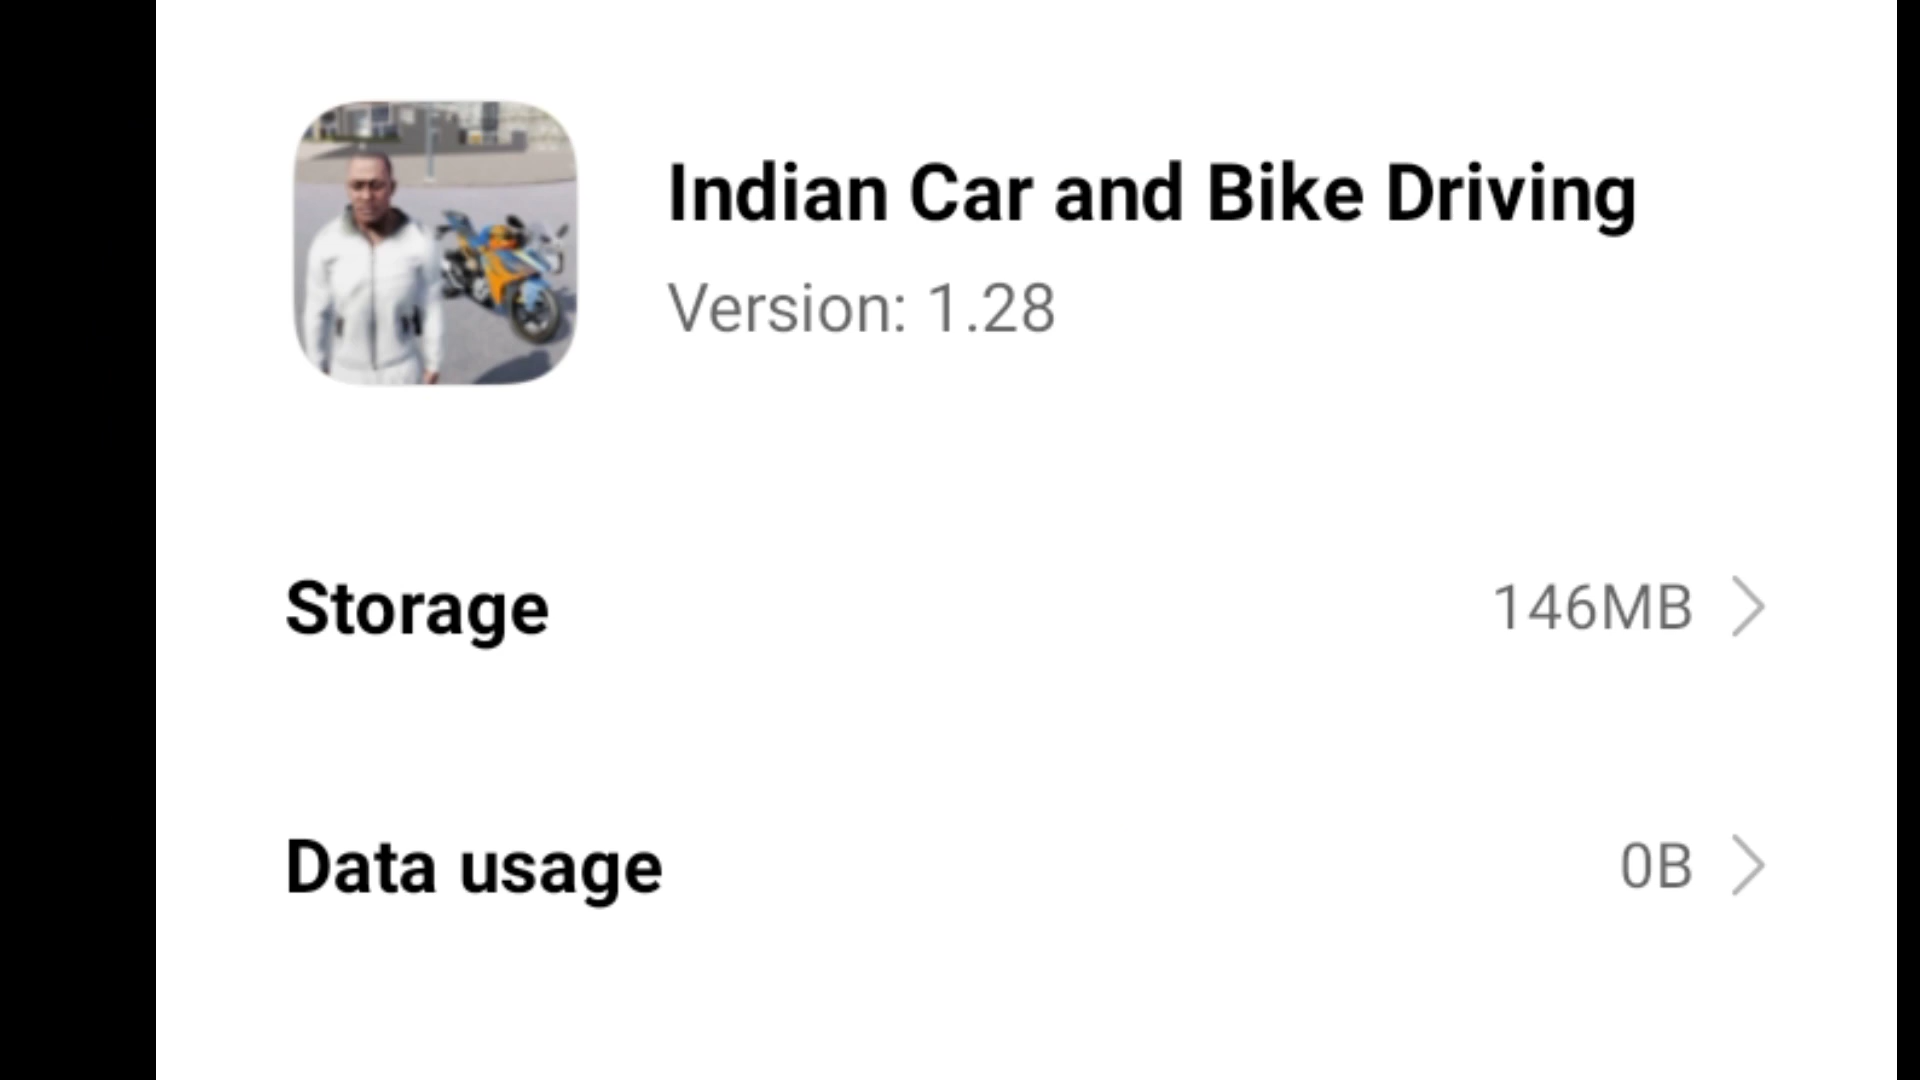 Indian Car and Bike Driving
Version: 1.28
Storage 146MB
Data usage 0B